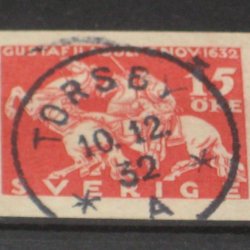 GUSTAF II NOV. 1632
15
ÖRE
TORSBY
10.12.
32
* A *
SVERIGE